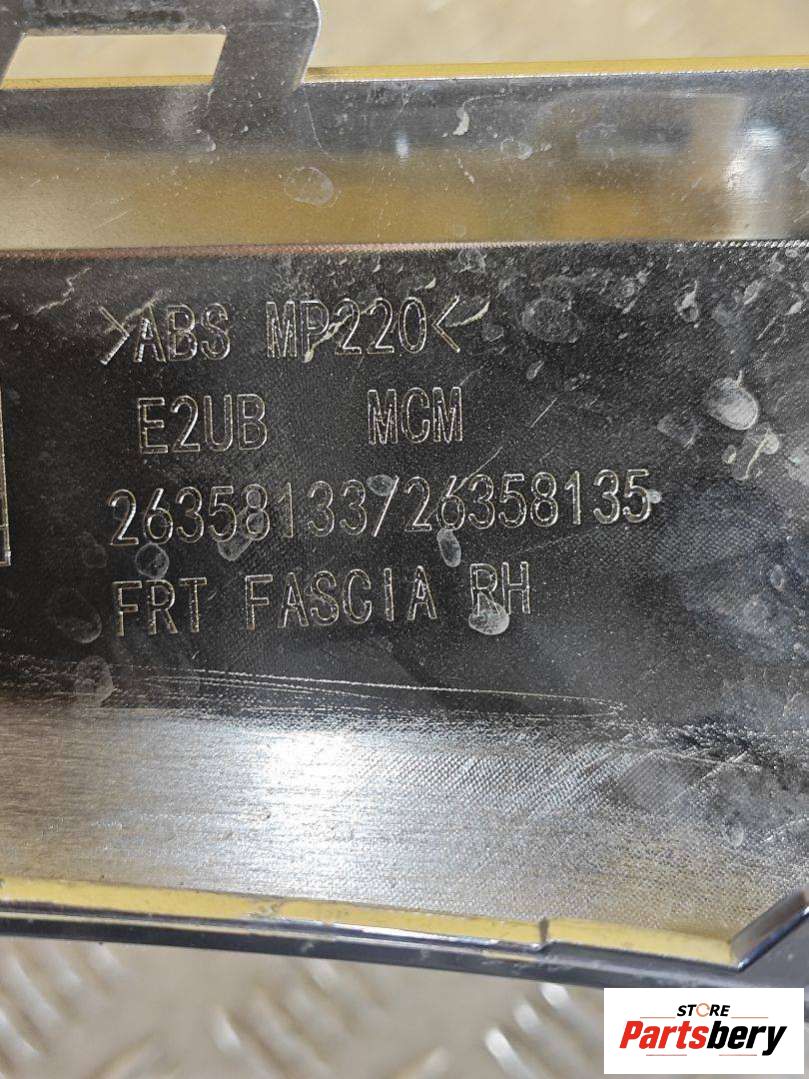 >ABS MP220<
E2UB MCM
26358133/26358135
FRT FASCIA RH
STORE
Partsbery